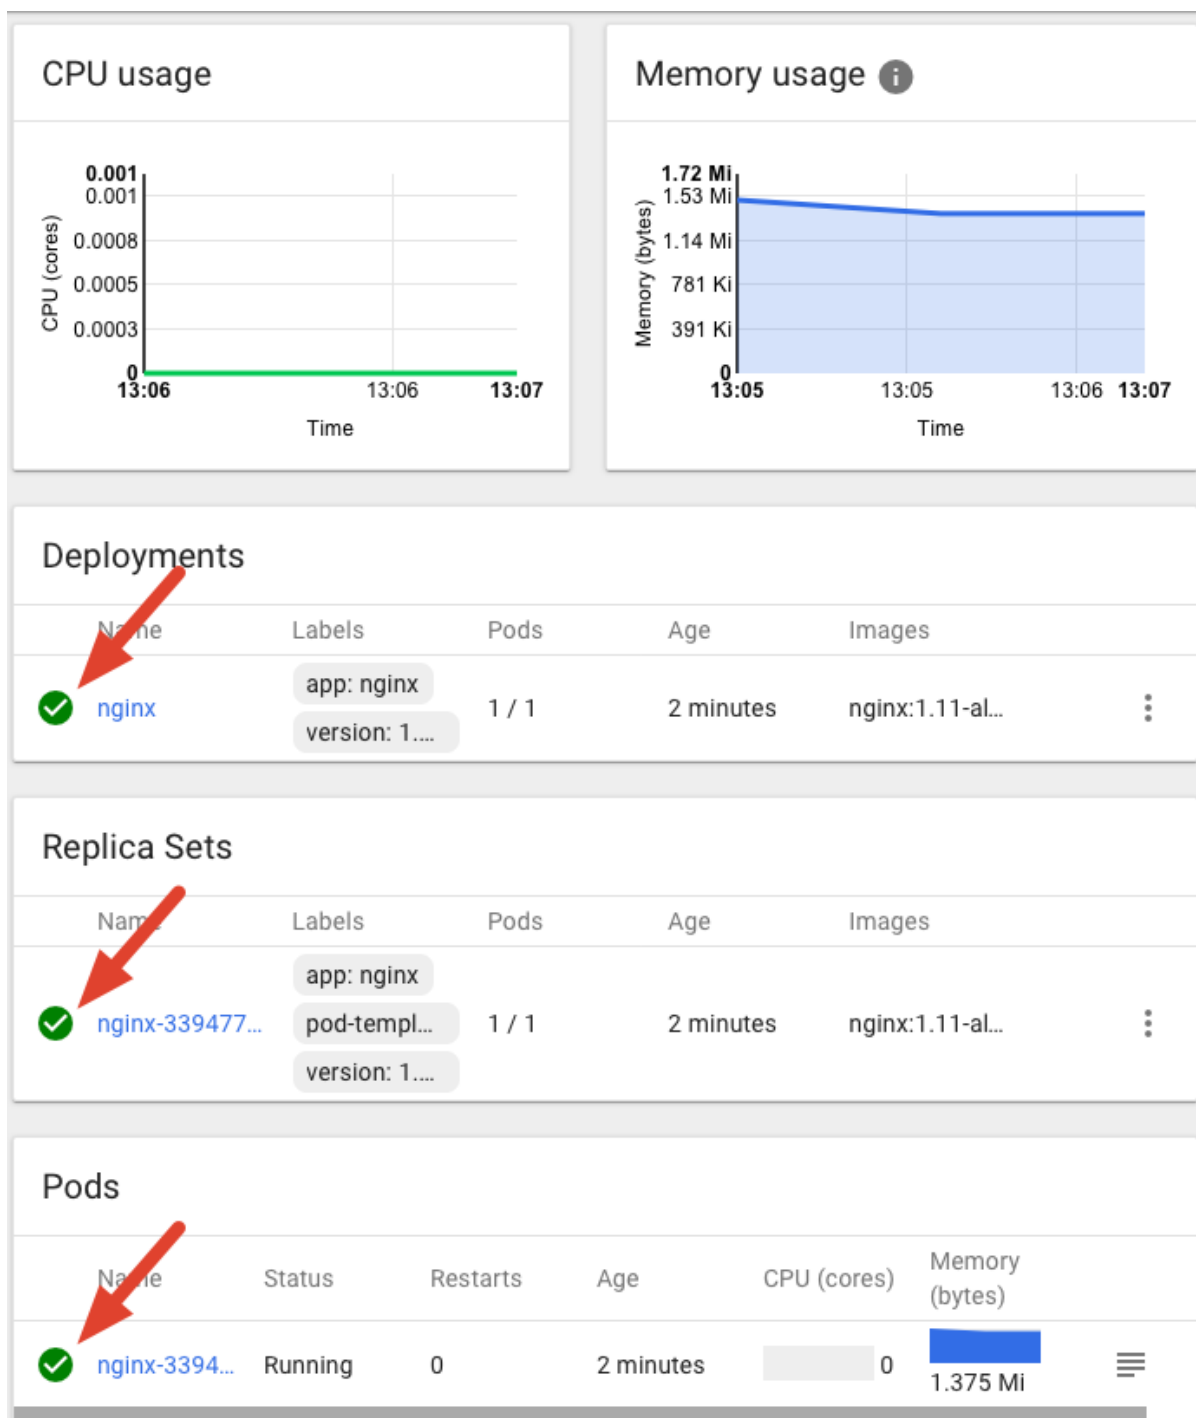 CPU usage
0.001
0.001
0.0008
0.0005
0.0003
0
CPU (cores)
13:06
13:06
13:07
Time
Memory usage
1.72 Mi
1.53 Mi
1.14 Mi
781 Ki
391 Ki
0
Memory (bytes)
13:05
13:05
13:06
13:07
Time
Deployments
Name Labels Pods Age Images
app: nginx
nginx 1 / 1 2 minutes nginx:1.11-al...
version: 1....
Replica Sets
Name Labels Pods Age Images
app: nginx
nginx-339477... pod-templ... 1 / 1 2 minutes nginx:1.11-al...
version: 1....
Pods
Name Status Restarts Age CPU (cores) Memory (bytes)
nginx-3394... Running 0 2 minutes 0 1.375 Mi